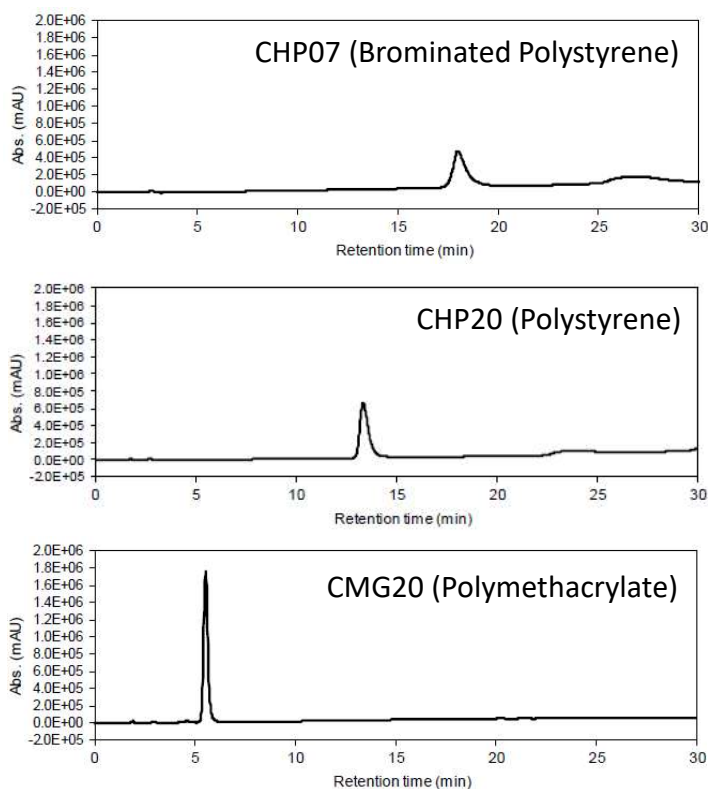 CHP07 (Brominated Polystyrene)
Abs. (mAU)
2.0E+06
1.8E+06
1.6E+06
1.4E+06
1.2E+06
1.0E+06
8.0E+05
6.0E+05
4.0E+05
2.0E+05
0.0E+00
-2.0E+05
0 5 10 15 20 25 30
Retention time (min)
CHP20 (Polystyrene)
Abs. (mAU)
2.0E+06
1.8E+06
1.6E+06
1.4E+06
1.2E+06
1.0E+06
8.0E+05
6.0E+05
4.0E+05
2.0E+05
0.0E+00
-2.0E+05
0 5 10 15 20 25 30
Retention time (min)
CMG20 (Polymethacrylate)
Abs. (mAU)
2.0E+06
1.8E+06
1.6E+06
1.4E+06
1.2E+06
1.0E+06
8.0E+05
6.0E+05
4.0E+05
2.0E+05
0.0E+00
-2.0E+05
0 5 10 15 20 25 30
Retention time (min)